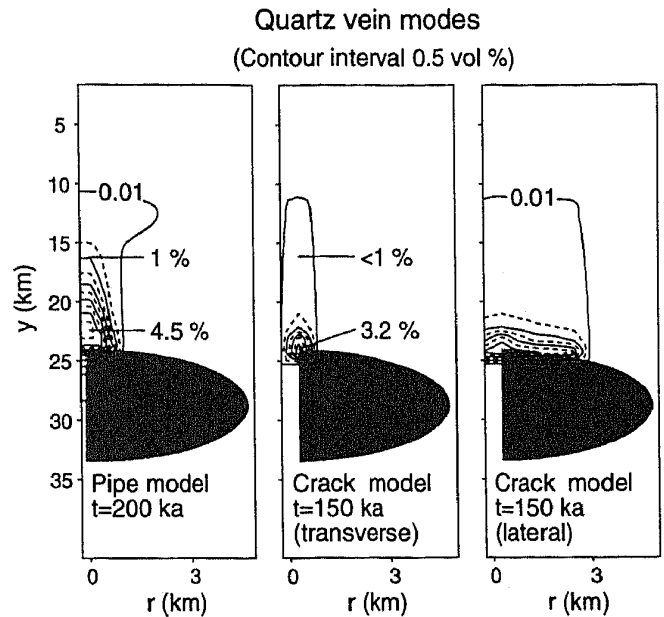 Quartz vein modes
(Contour interval 0.5 vol %)
5
10
15
20
25
30
35
y (km)
0.01
1 %
4.5 %
Pipe model
t=200 ka
0
3
r (km)
<1 %
3.2 %
Crack model
t=150 ka
(transverse)
0
3
r (km)
0.01
Crack model
t=150 ka
(lateral)
0
3
r (km)